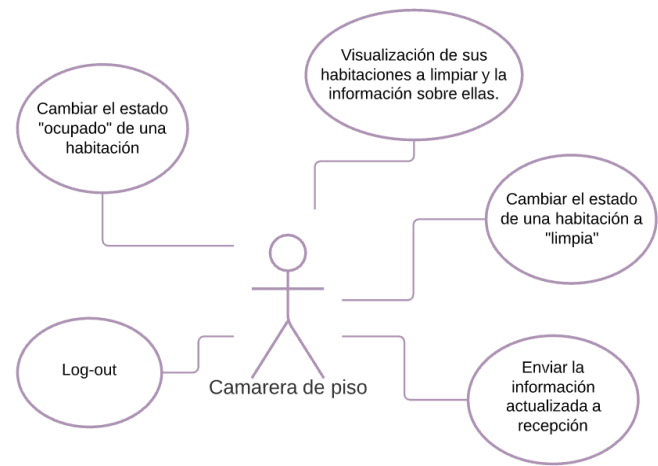 Visualización de sus
habitaciones a limpiar y la
información sobre ellas.
Cambiar el estado
"ocupado" de una
habitación
Cambiar el estado
de una habitación a
"limpia"
Log-out
Camarera de piso
Enviar la
información
actualizada a
recepción